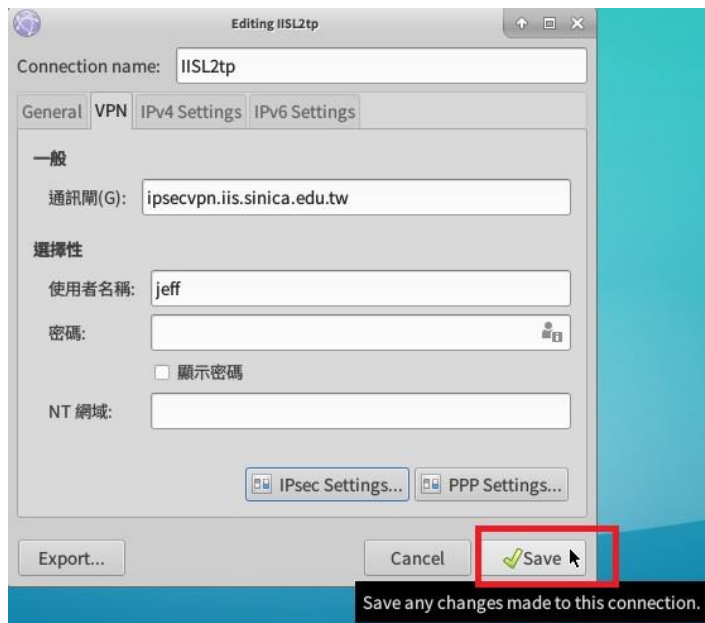 Editing IISL2tp
Connection name: IISL2tp
General VPN IPv4 Settings IPv6 Settings
一般
通訊閘(G): ipsecvpn.iis.sinica.edu.tw
選擇性
使用者名稱: jeff
密碼:
顯示密碼
NT 網域:
IPsec Settings... PPP Settings...
Export... Cancel Save
Save any changes made to this connection.